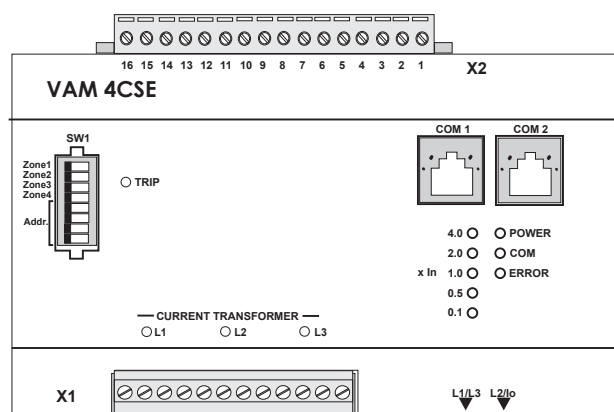 16 15 14 13 12 11 10 9 8 7 6 5 4 3 2 1
X2
VAM 4CSE
SW1
Zone1
Zone2
Zone3
Zone4
Addr.
TRIP
COM 1 COM 2
4.0 POWER
2.0 COM
x In 1.0 ERROR
0.5
0.1
CURRENT TRANSFORMER
L1 L2 L3
X1
L1/L3 L2/Io